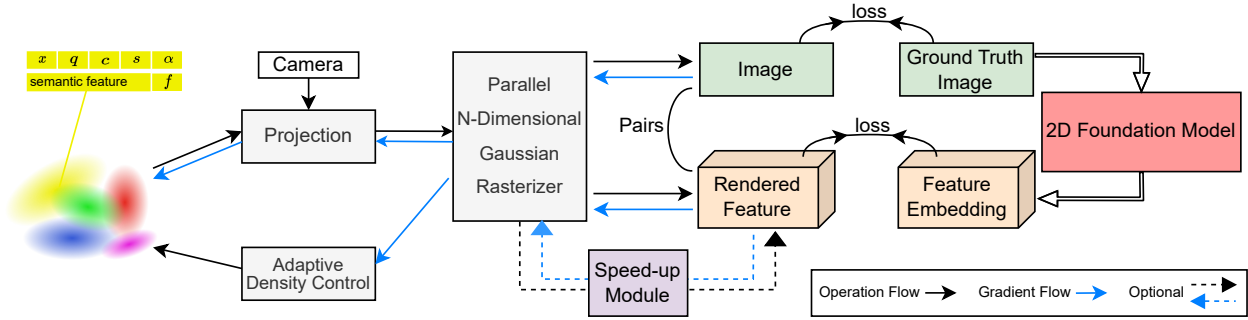 x q c s α
semantic feature f
Camera
Projection
Adaptive
Density Control
Parallel
N-Dimensional
Gaussian
Rasterizer
loss
Image
Ground Truth
Image
2D Foundation Model
Pairs
loss
Rendered
Feature
Feature
Embedding
Speed-up
Module
Operation Flow Gradient Flow Optional